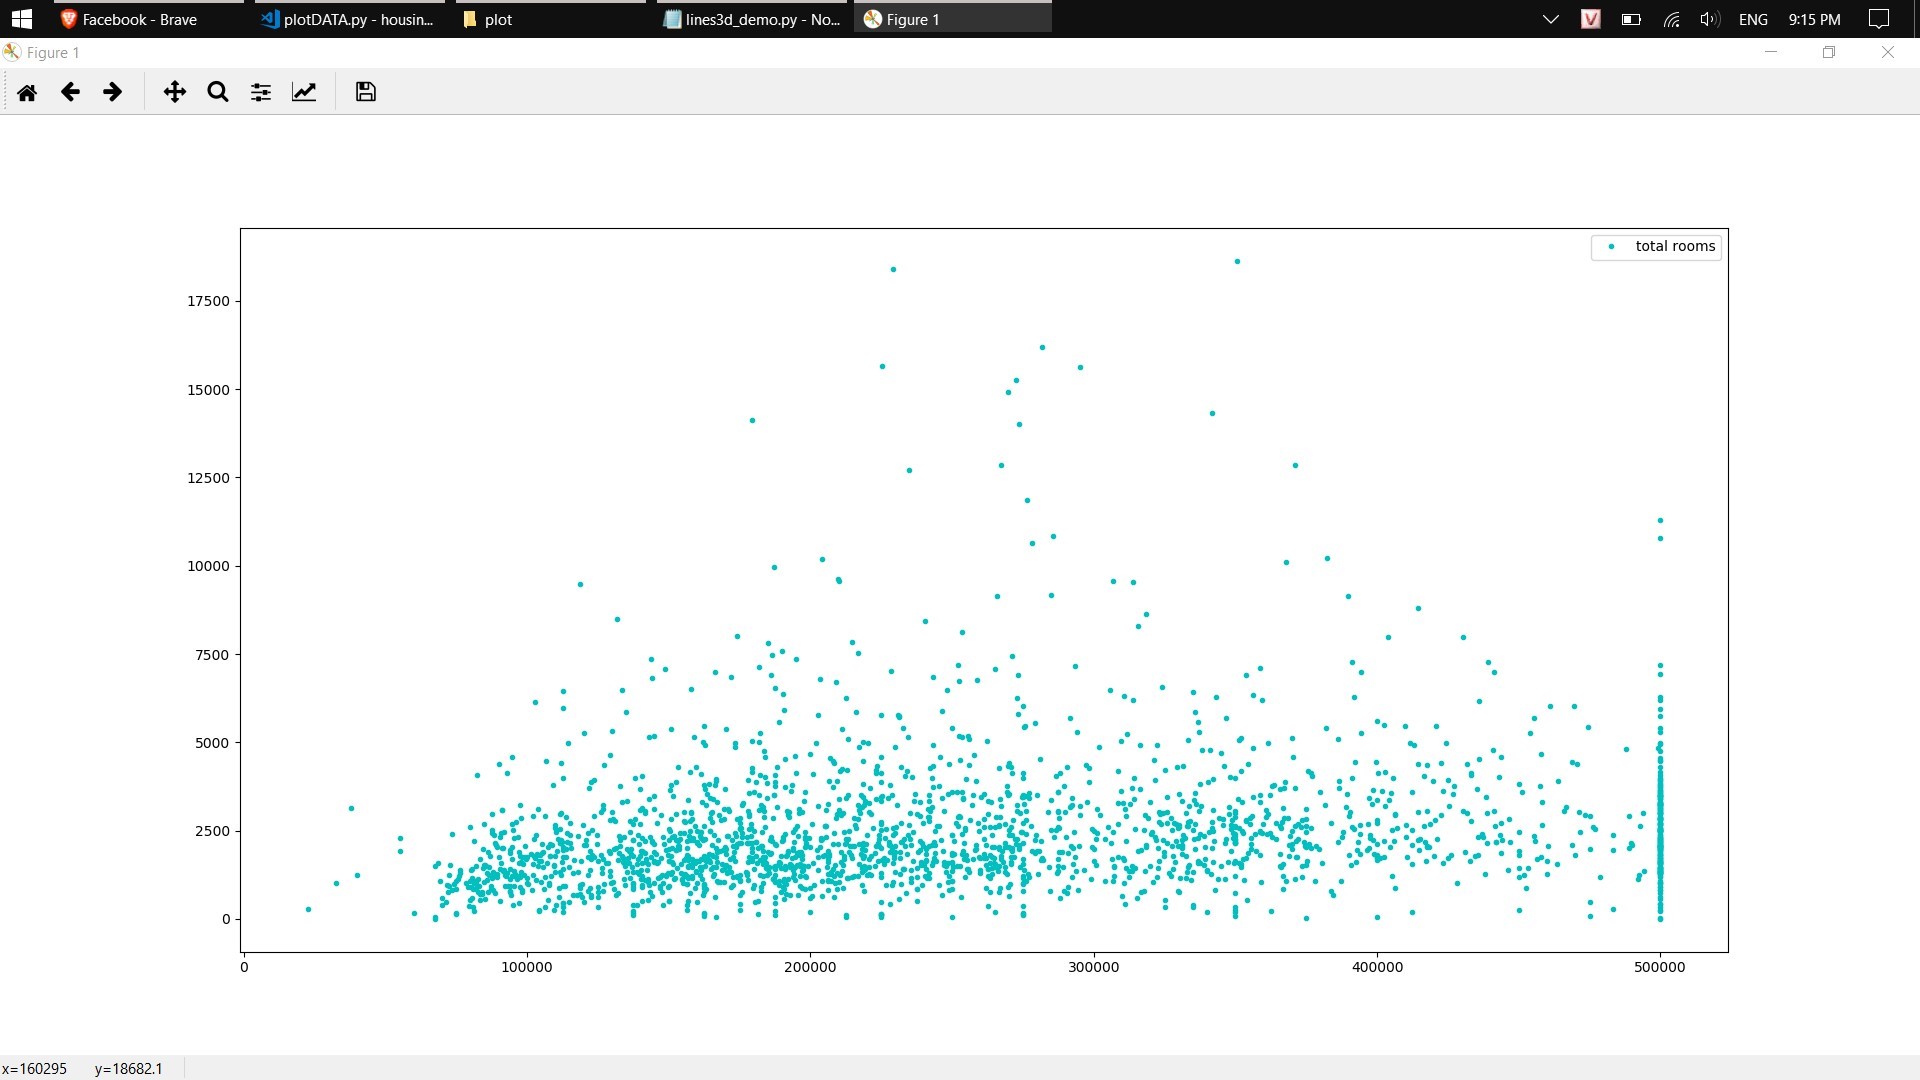 Facebook - Brave plotDATA.py - housin... plot lines3d_demo.py - No... Figure 1 V ENG 9:15 PM
Figure 1
total rooms
17500
15000
12500
10000
7500
5000
2500
0
0 100000 200000 300000 400000 500000
x=160295 y=18682.1